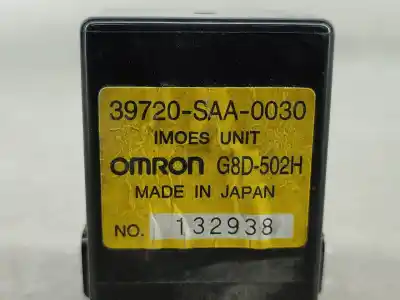 39720-SAA-0030
IMOES UNIT
OMRON G8D-502H
MADE IN JAPAN
NO. 132938